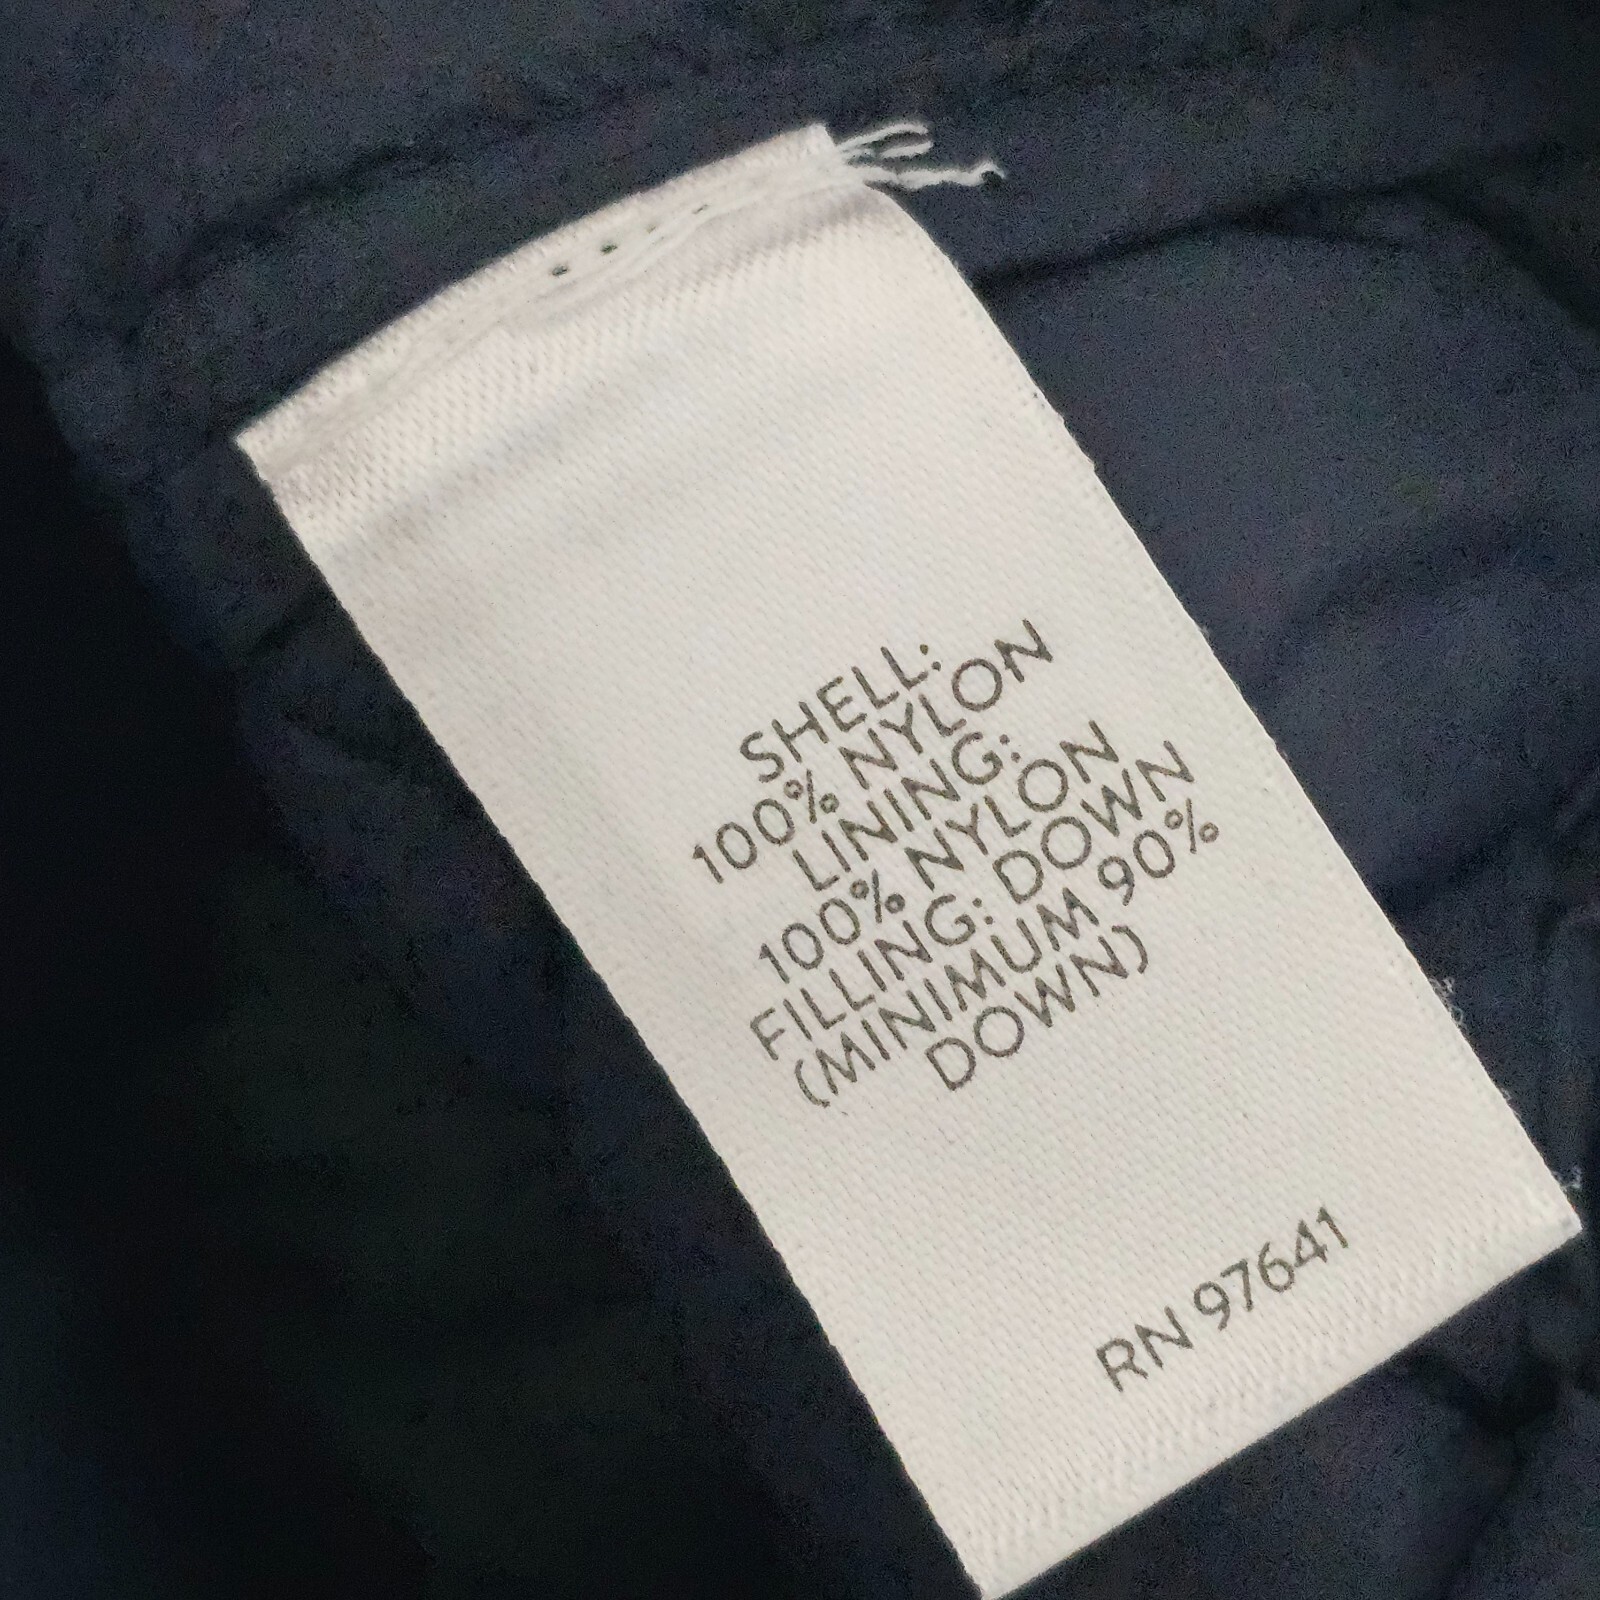 SHELL:
100% NYLON
LINING:
100% NYLON
FILLING: DOWN
(MINIMUM 90%
DOWN)
RN 97641